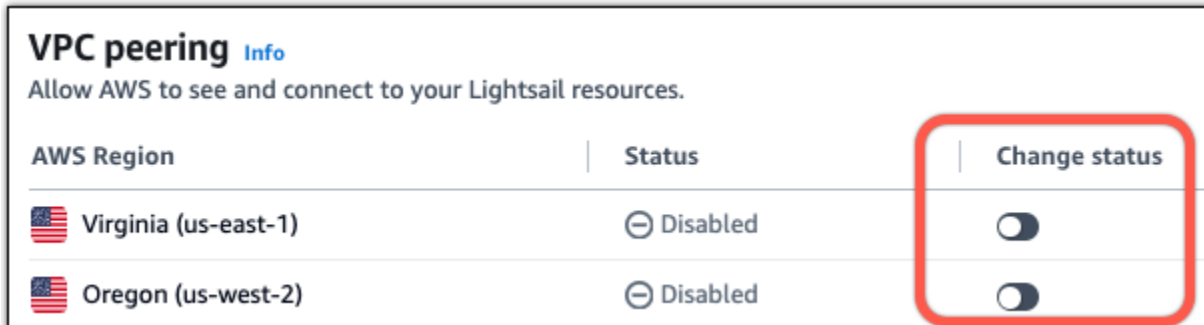 VPC peering Info
Allow AWS to see and connect to your Lightsail resources.
AWS Region Status Change status
Virginia (us-east-1) Disabled
Oregon (us-west-2) Disabled